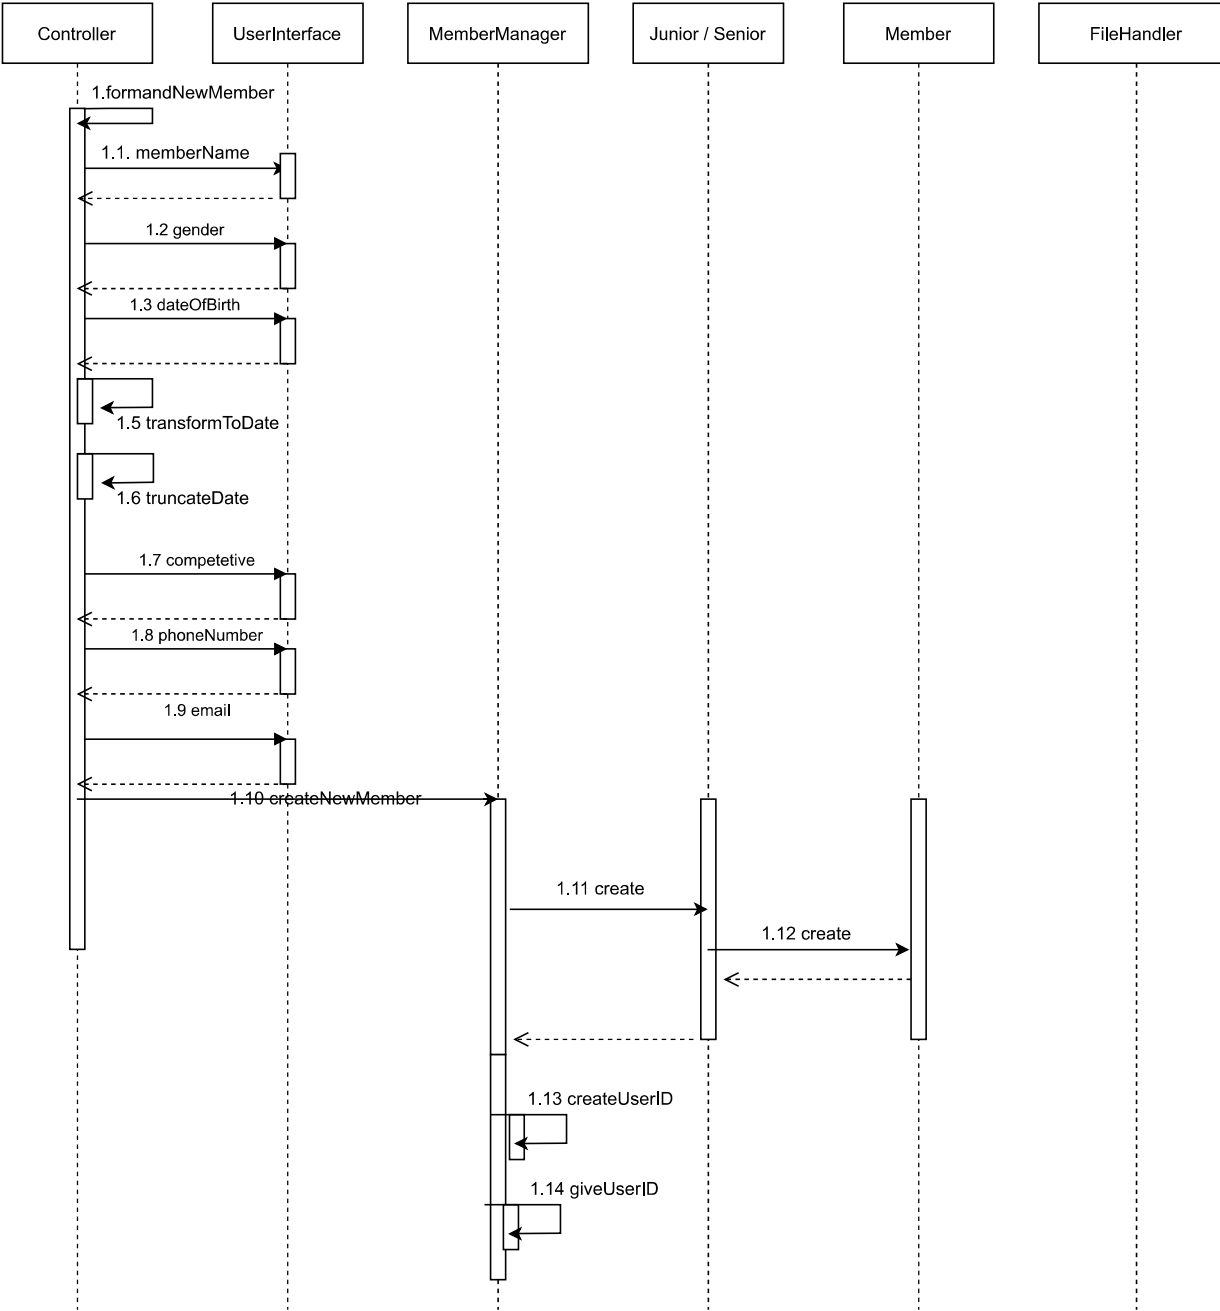 Controller
UserInterface
MemberManager
Junior / Senior
Member
FileHandler
1.formandNewMember
1.1. memberName
1.2 gender
1.3 dateOfBirth
1.5 transformToDate
1.6 truncateDate
1.7 competetive
1.8 phoneNumber
1.9 email
1.10 createNewMember
1.11 create
1.12 create
1.13 createUserID
1.14 giveUserID